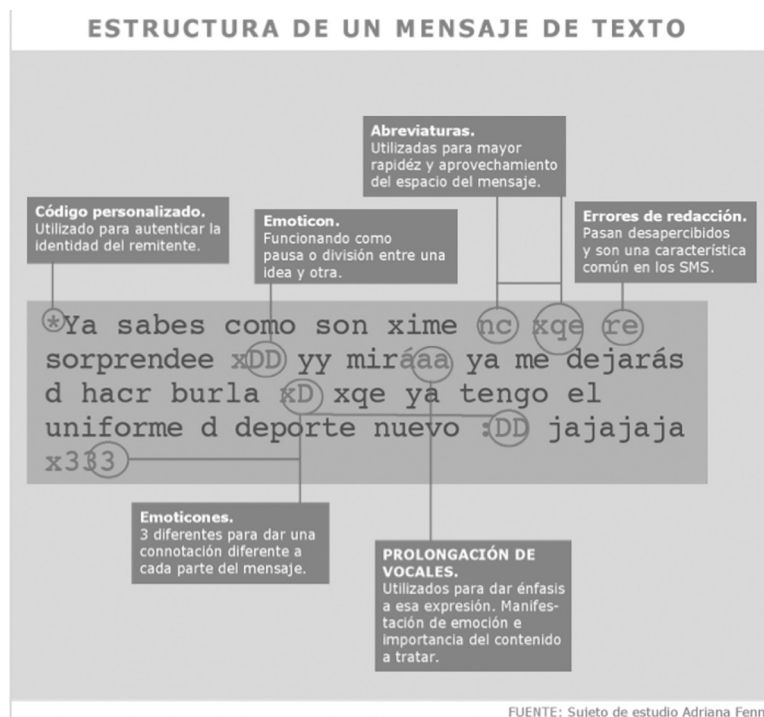 ESTRUCTURA DE UN MENSAJE DE TEXTO
Abreviaturas.
Utilizadas para mayor
rapidéz y aprovechamiento
del espacio del mensaje.
Código personalizado.
Utilizado para autenticar la
identidad del remitente.
Emoticon.
Funcionando como
pausa o división entre una
idea y otra.
Errores de redacción.
Pasan desapercibidos
y son una característica
común en los SMS.
*Ya sabes como son xime nc xqe re
sorprendee xDD yy miráaa ya me dejarás
d hacr burla xD xqe ya tengo el
uniforme d deporte nuevo :DD jajajaja
x333
Emoticones.
3 diferentes para dar una
connotación diferente a
cada parte del mensaje.
PROLONGACIÓN DE
VOCALES.
Utilizados para dar énfasis
a esa expresión. Manifes-
tación de emoción e
importancia del contenido
a tratar.
FUENTE: Sujeto de estudio Adriana Fenn